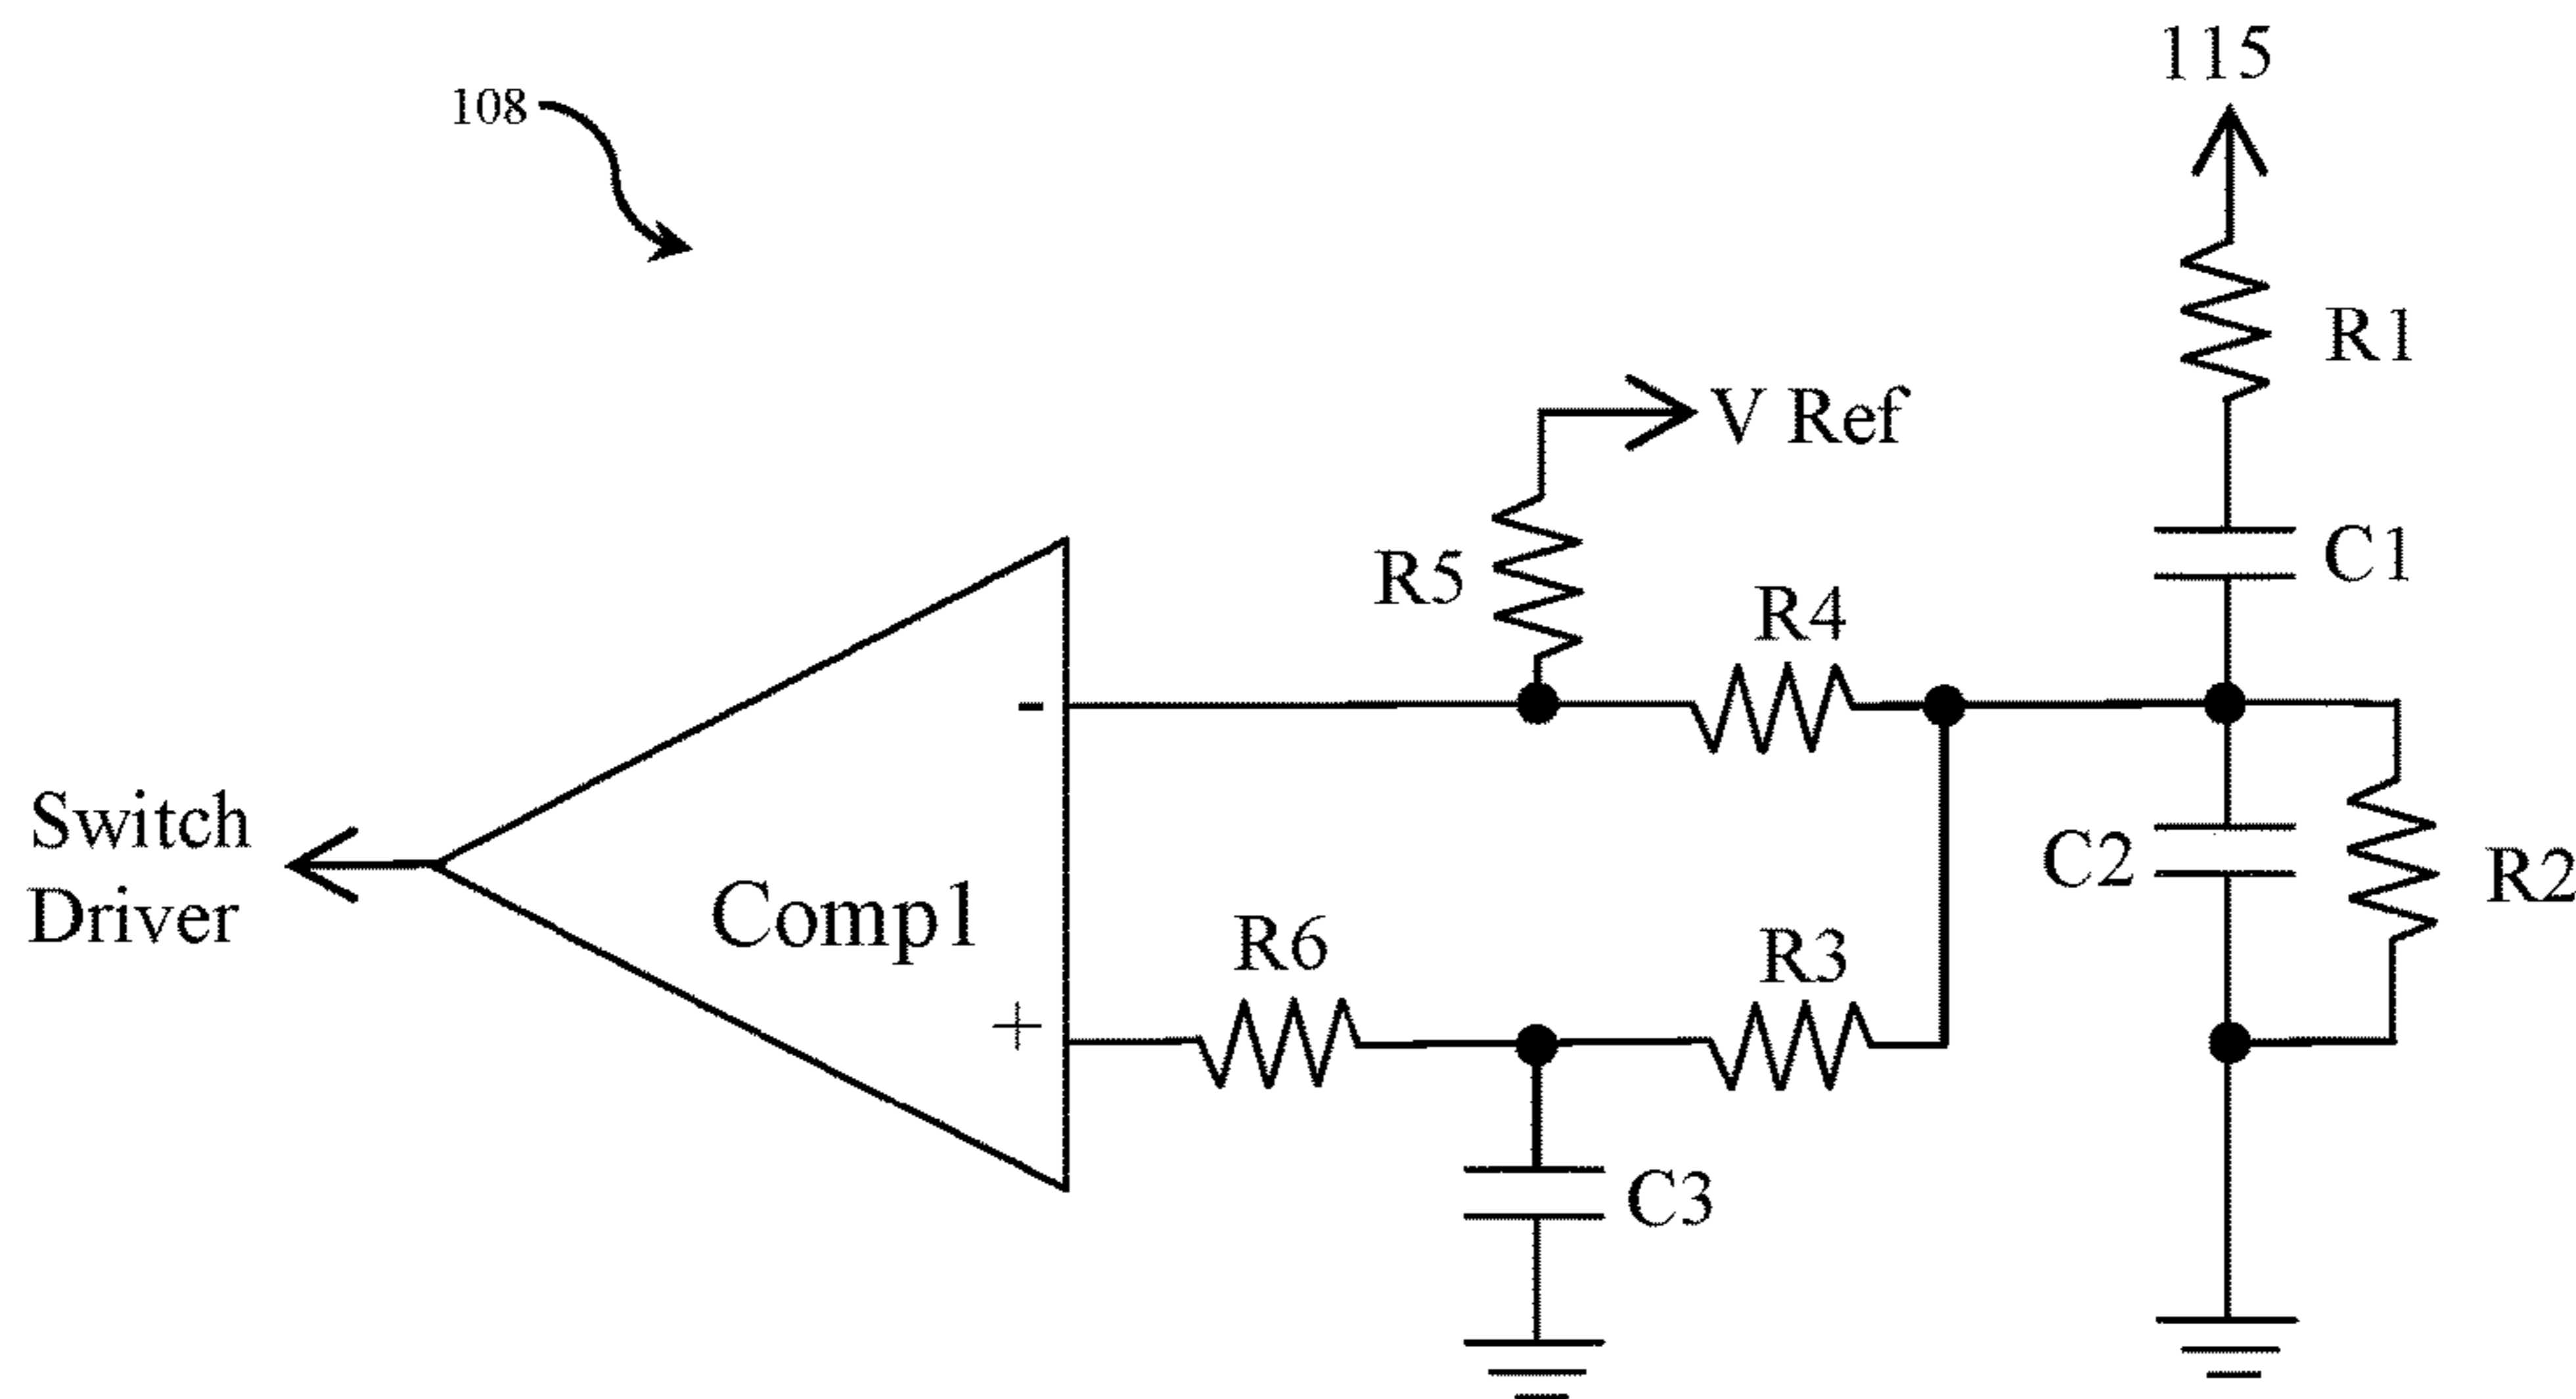 115
108
R1
V Ref
C1
R5
R4
-
Switch
Driver
C2
R2
Comp1
R6
R3
+
C3